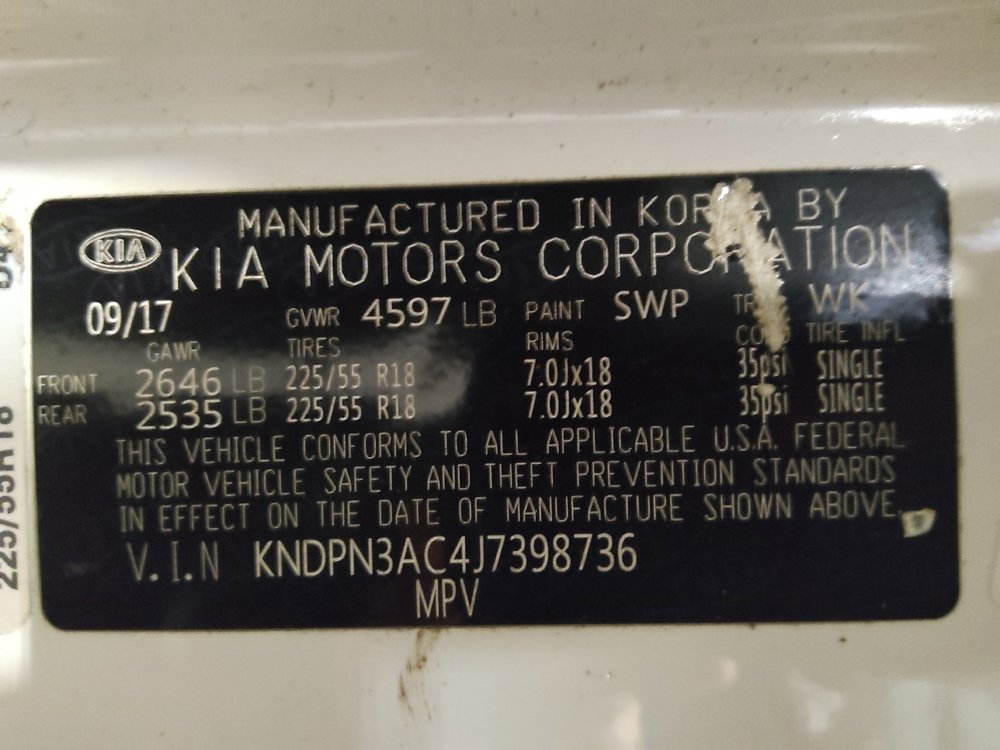 MANUFACTURED IN KOREA BY
KIA
KIA MOTORS CORPORATION
09/17 GVWR 4597 LB PAINT SWP WK
GAWR TIRES RIMS COLD TIRE INFL
FRONT 2646 LB 225/55 R18 7.0Jx18 35psi SINGLE
REAR 2535 LB 225/55 R18 7.0Jx18 35psi SINGLE
THIS VEHICLE CONFORMS TO ALL APPLICABLE U.S.A. FEDERAL
MOTOR VEHICLE SAFETY AND THEFT PREVENTION STANDARDS
IN EFFECT ON THE DATE OF MANUFACTURE SHOWN ABOVE.
V.I.N KNDPN3AC4J7398736
MPV
225/55R18